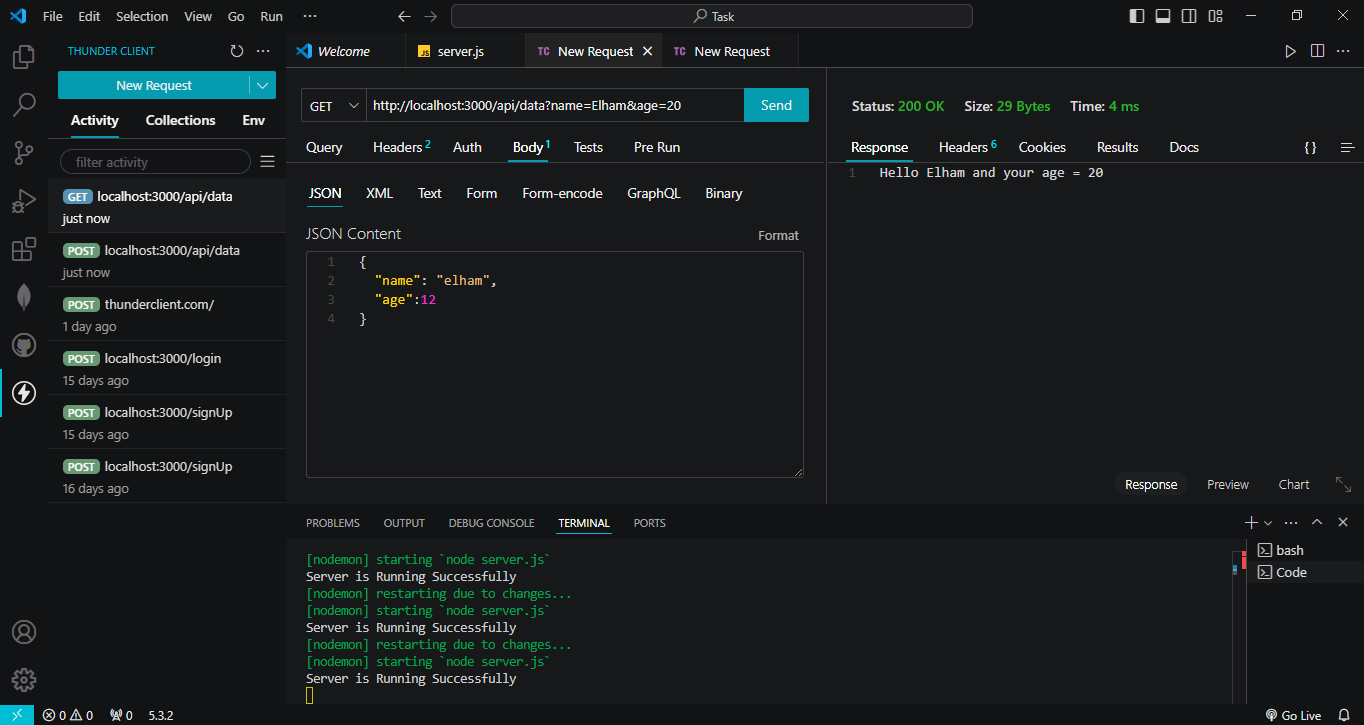 File Edit Selection View Go Run ··· Task
THUNDER CLIENT
New Request
Activity Collections Env
filter activity
GET localhost:3000/api/data
just now
POST localhost:3000/api/data
just now
POST thunderclient.com/
1 day ago
POST localhost:3000/login
15 days ago
POST localhost:3000/signUp
15 days ago
POST localhost:3000/signUp
16 days ago
Welcome JS server.js TC New Request TC New Request
GET http://localhost:3000/api/data?name=Elham&age=20 Send
Query Headers 2 Auth Body 1 Tests Pre Run
JSON XML Text Form Form-encode GraphQL Binary
JSON Content Format
1 {
2 "name": "elham",
3 "age":12
4 }
Status: 200 OK Size: 29 Bytes Time: 4 ms
Response Headers 6 Cookies Results Docs {}
1 Hello Elham and your age = 20
Response Preview Chart
PROBLEMS OUTPUT DEBUG CONSOLE TERMINAL PORTS
[nodemon] starting `node server.js`
Server is Running Successfully
[nodemon] restarting due to changes...
[nodemon] starting `node server.js`
Server is Running Successfully
[nodemon] restarting due to changes...
[nodemon] starting `node server.js`
Server is Running Successfully
bash
Code
0 0 0 5.3.2 Go Live